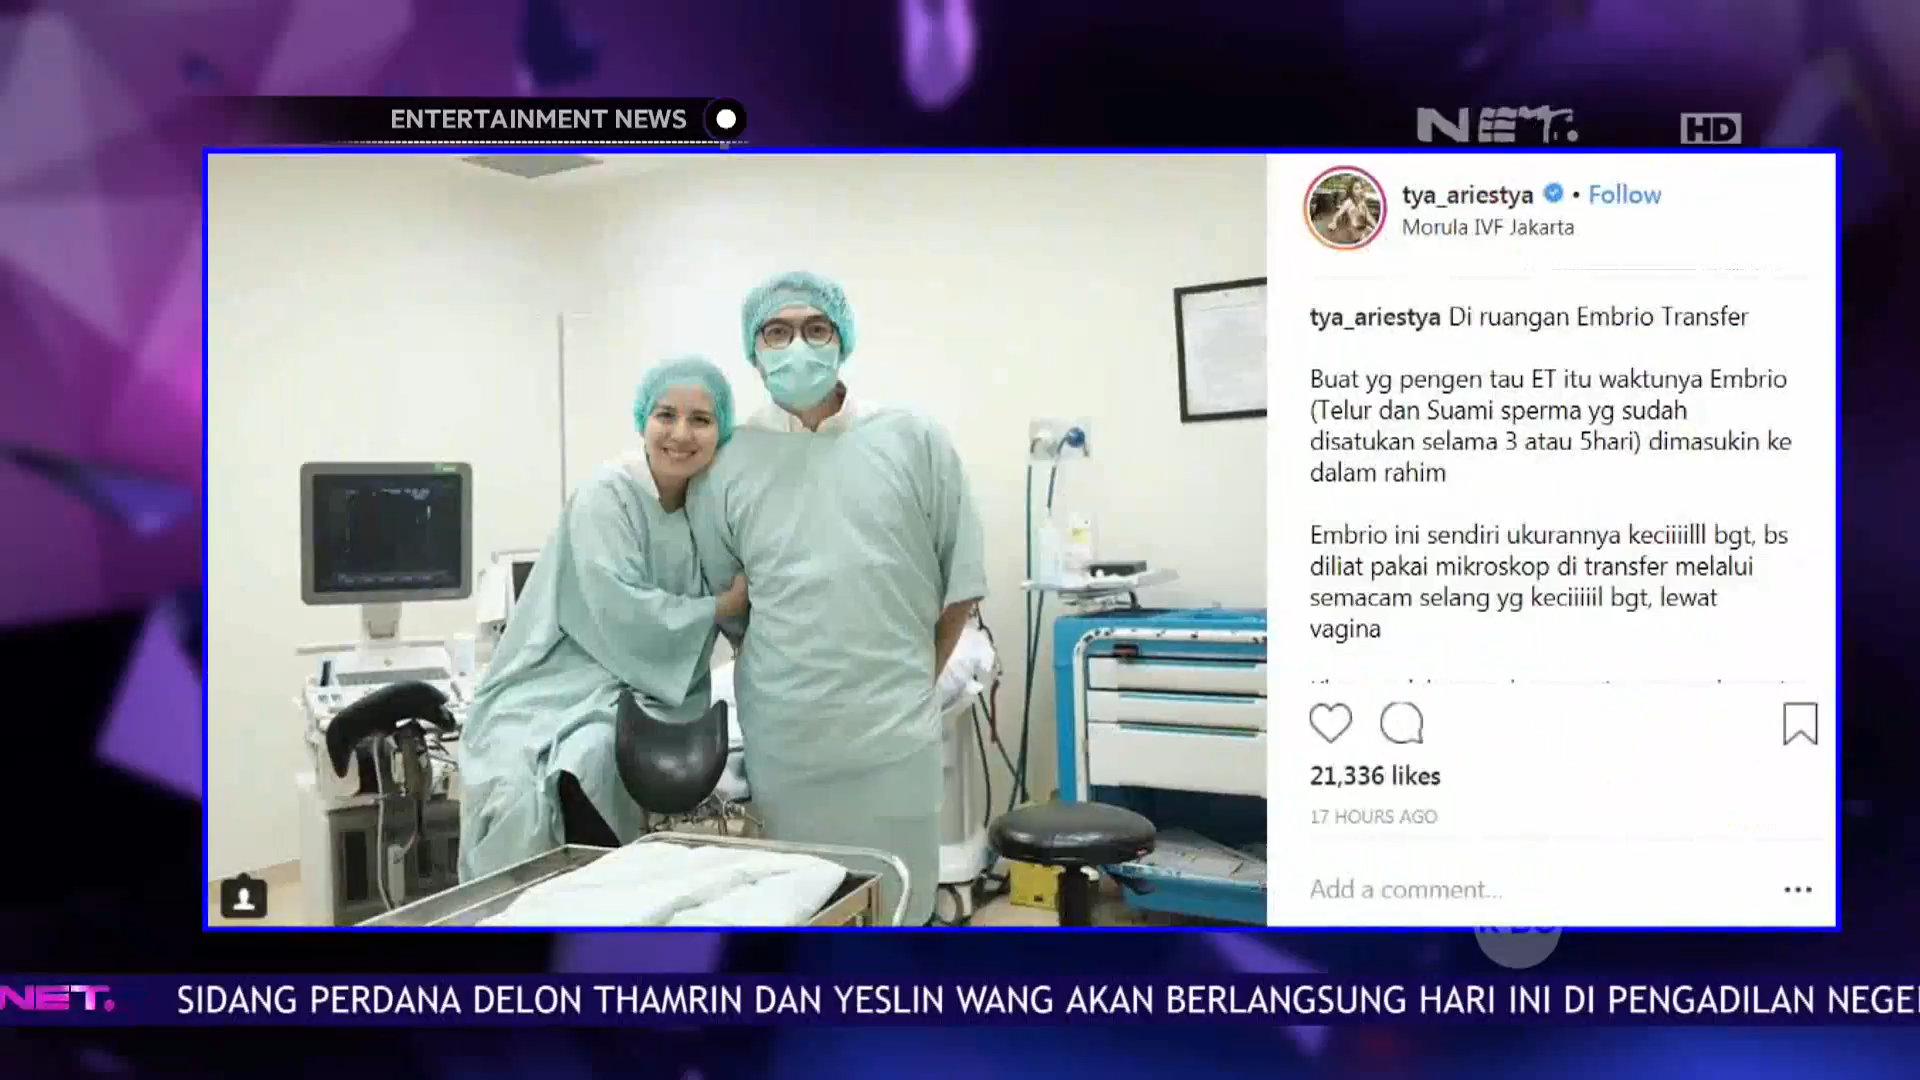 ENTERTAINMENT NEWS
NET.
HD
tya_ariestya • Follow
Morula IVF Jakarta
tya_ariestya Di ruangan Embrio Transfer
Buat yg pengen tau ET itu waktunya Embrio
(Telur dan Suami sperma yg sudah
disatukan selama 3 atau 5hari) dimasukin ke
dalam rahim
Embrio ini sendiri ukurannya keciiiiilll bgt, bs
diliat pakai mikroskop di transfer melalui
semacam selang yg keciiiiil bgt, lewat
vagina
21,336 likes
17 HOURS AGO
Add a comment...
NET.
SIDANG PERDANA DELON THAMRIN DAN YESLIN WANG AKAN BERLANGSUNG HARI INI DI PENGADILAN NEGE